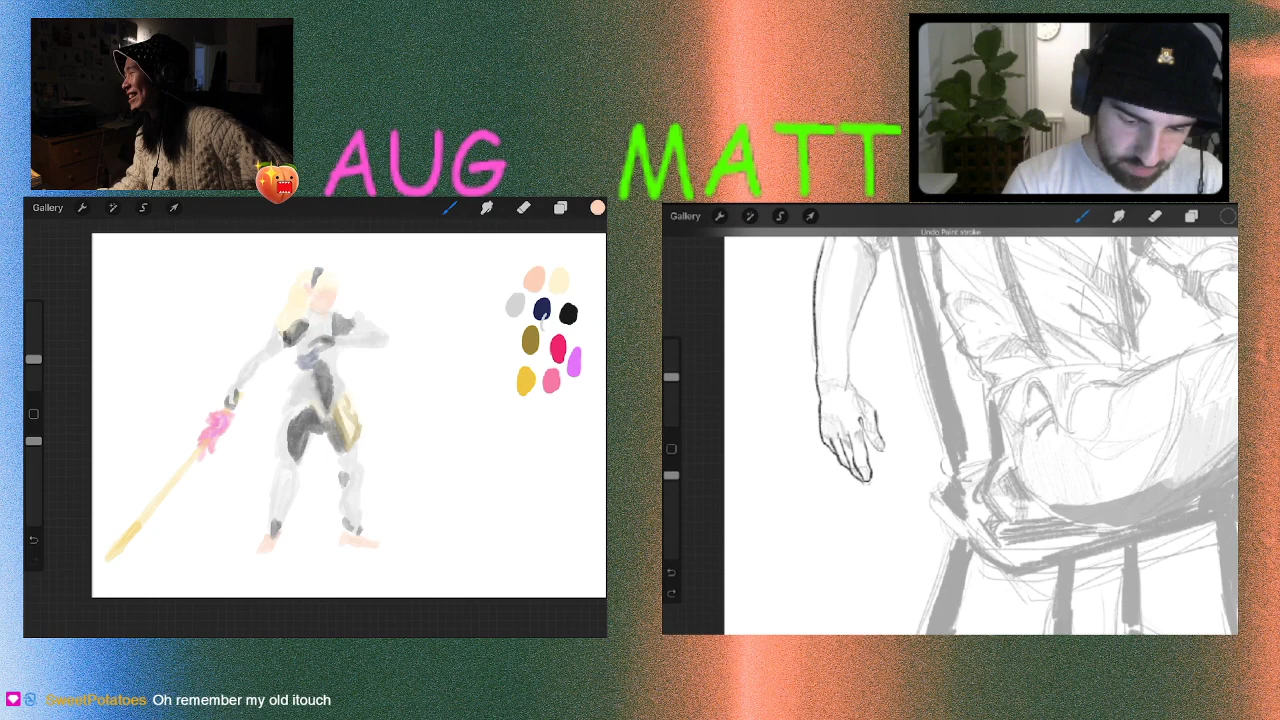 AUG
MATT
Gallery
Gallery
Undo Paint stroke
SweetPotatoes Oh remember my old itouch